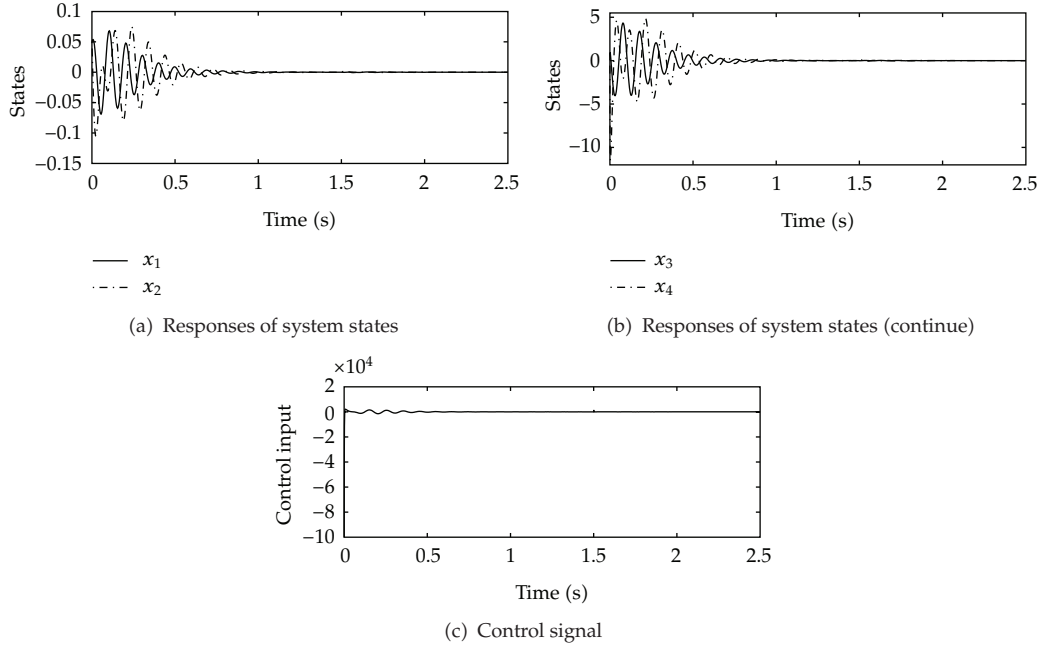 0.1
0.05
0
−0.05
−0.1
−0.15
States
0 0.5 1 1.5 2 2.5
Time (s)
x1
x2
(a) Responses of system states
5
0
−5
−10
States
0 0.5 1 1.5 2 2.5
Time (s)
x3
x4
(b) Responses of system states (continue)
×10^4
2
0
−2
−4
−6
−8
−10
Control input
0 0.5 1 1.5 2 2.5
Time (s)
(c) Control signal